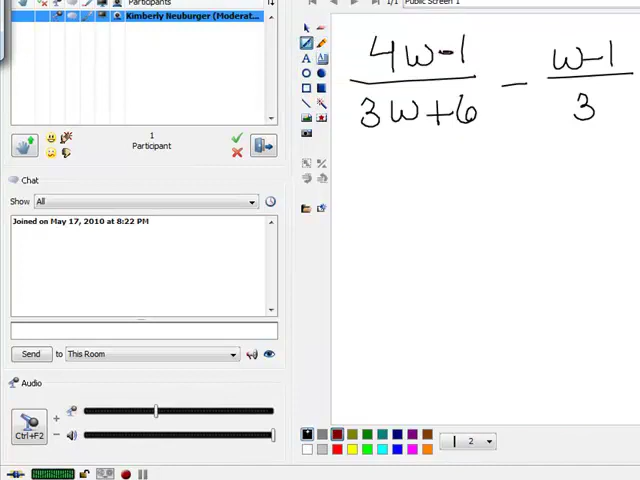 Participants
1/1 Public Screen 1
Kimberly Neuburger (Moderat...
4w-1 / 3w+6 - w-1 / 3
1
Participant
Chat
Show All
Joined on May 17, 2010 at 8:22 PM
Send to This Room
Audio
Ctrl+F2
2